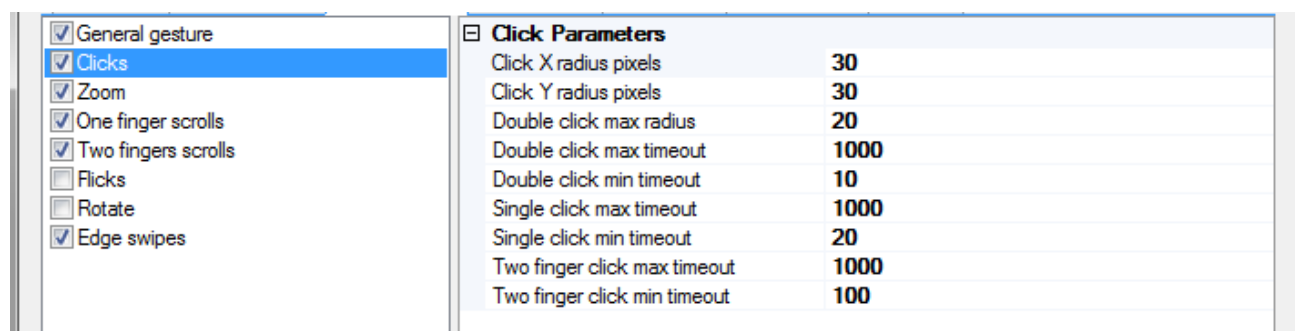 General gesture
Clicks
Zoom
One finger scrolls
Two fingers scrolls
Flicks
Rotate
Edge swipes
Click Parameters
Click X radius pixels 30
Click Y radius pixels 30
Double click max radius 20
Double click max timeout 1000
Double click min timeout 10
Single click max timeout 1000
Single click min timeout 20
Two finger click max timeout 1000
Two finger click min timeout 100